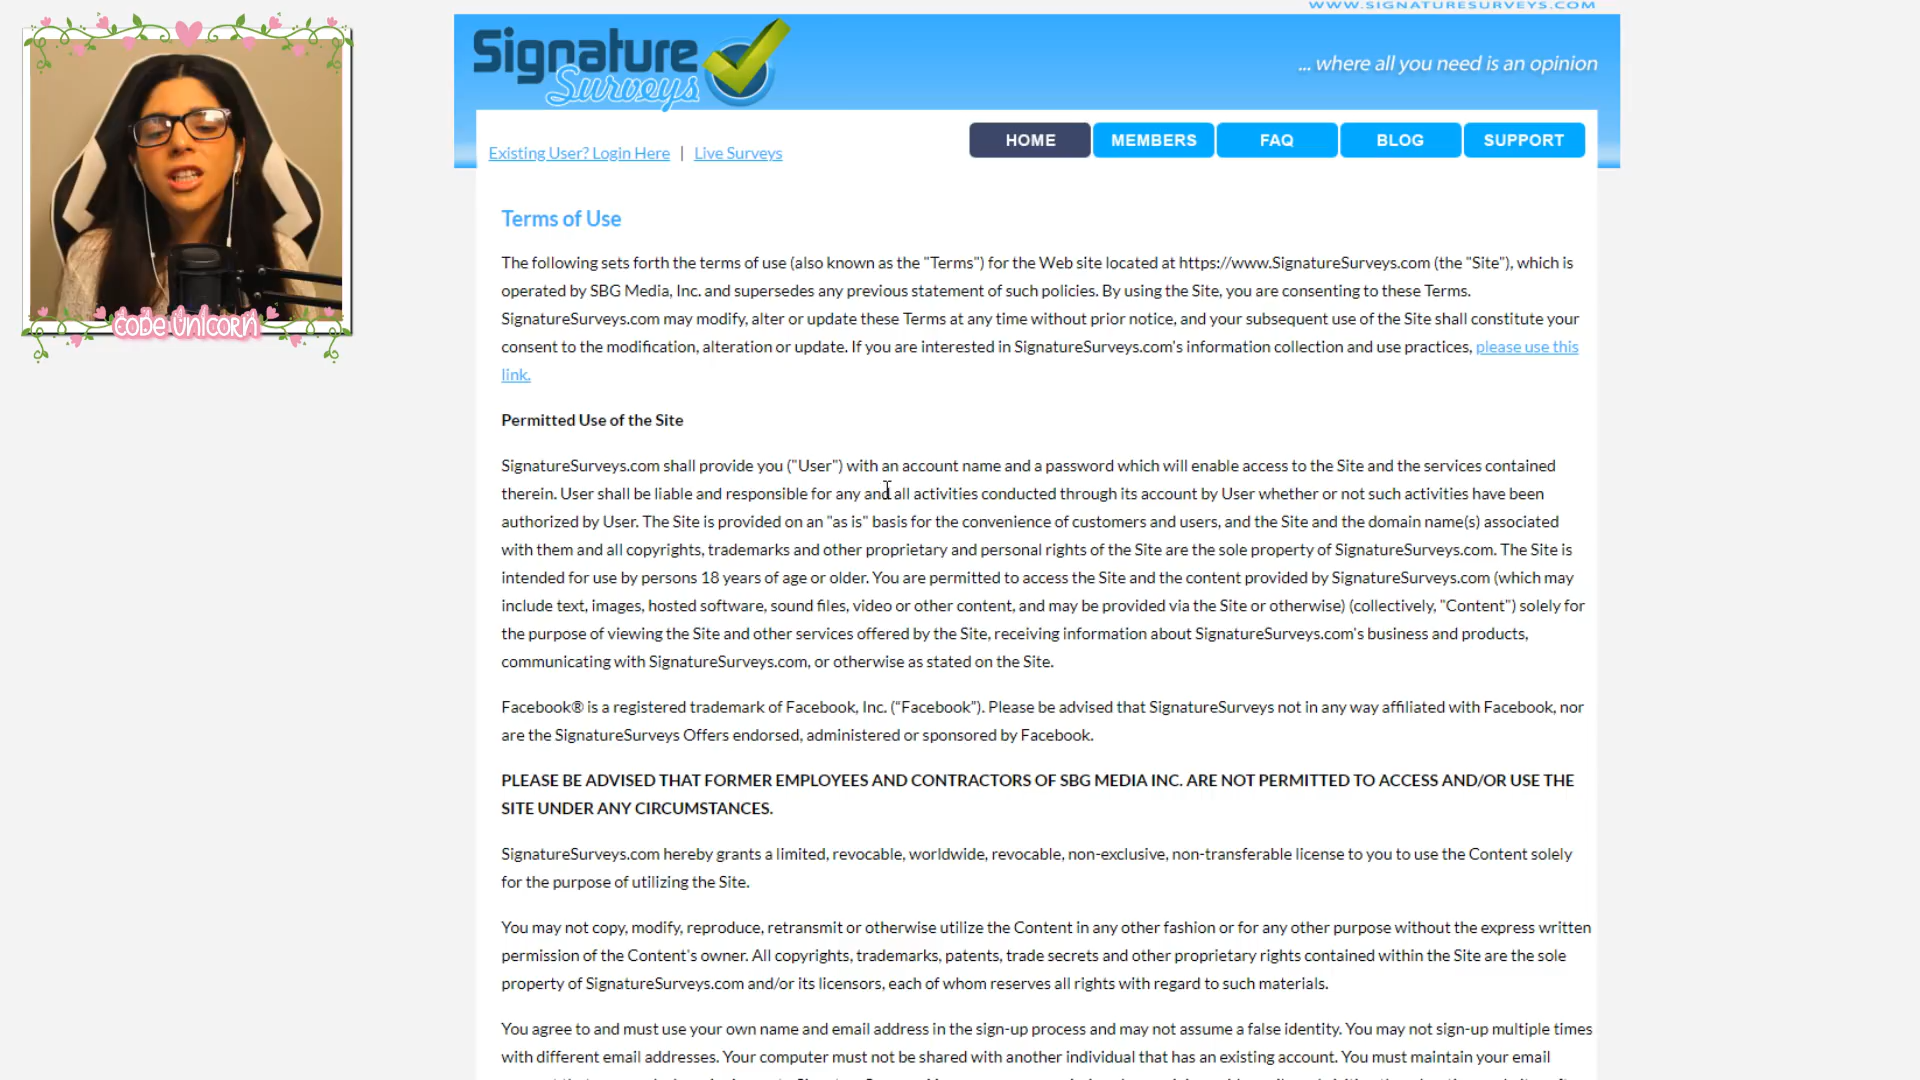 WWW.SIGNATURESURVEYS.COM
Signature
Surveys
... where all you need is an opinion
HOME
MEMBERS
FAQ
BLOG
SUPPORT
Existing User? Login Here | Live Surveys
CODE UNICORN
Terms of Use
The following sets forth the terms of use (also known as the "Terms") for the Web site located at https://www.SignatureSurveys.com (the "Site"), which is
operated by SBG Media, Inc. and supersedes any previous statement of such policies. By using the Site, you are consenting to these Terms.
SignatureSurveys.com may modify, alter or update these Terms at any time without prior notice, and your subsequent use of the Site shall constitute your
consent to the modification, alteration or update. If you are interested in SignatureSurveys.com's information collection and use practices, please use this
link.
Permitted Use of the Site
SignatureSurveys.com shall provide you ("User") with an account name and a password which will enable access to the Site and the services contained
therein. User shall be liable and responsible for any and all activities conducted through its account by User whether or not such activities have been
authorized by User. The Site is provided on an "as is" basis for the convenience of customers and users, and the Site and the domain name(s) associated
with them and all copyrights, trademarks and other proprietary and personal rights of the Site are the sole property of SignatureSurveys.com. The Site is
intended for use by persons 18 years of age or older. You are permitted to access the Site and the content provided by SignatureSurveys.com (which may
include text, images, hosted software, sound files, video or other content, and may be provided via the Site or otherwise) (collectively, "Content") solely for
the purpose of viewing the Site and other services offered by the Site, receiving information about SignatureSurveys.com's business and products,
communicating with SignatureSurveys.com, or otherwise as stated on the Site.
Facebook® is a registered trademark of Facebook, Inc. (“Facebook”). Please be advised that SignatureSurveys not in any way affiliated with Facebook, nor
are the SignatureSurveys Offers endorsed, administered or sponsored by Facebook.
PLEASE BE ADVISED THAT FORMER EMPLOYEES AND CONTRACTORS OF SBG MEDIA INC. ARE NOT PERMITTED TO ACCESS AND/OR USE THE
SITE UNDER ANY CIRCUMSTANCES.
SignatureSurveys.com hereby grants a limited, revocable, worldwide, revocable, non-exclusive, non-transferable license to you to use the Content solely
for the purpose of utilizing the Site.
You may not copy, modify, reproduce, retransmit or otherwise utilize the Content in any other fashion or for any other purpose without the express written
permission of the Content's owner. All copyrights, trademarks, patents, trade secrets and other proprietary rights contained within the Site are the sole
property of SignatureSurveys.com and/or its licensors, each of whom reserves all rights with regard to such materials.
You agree to and must use your own name and email address in the sign-up process and may not assume a false identity. You may not sign-up multiple times
with different email addresses. Your computer must not be shared with another individual that has an existing account. You must maintain your email